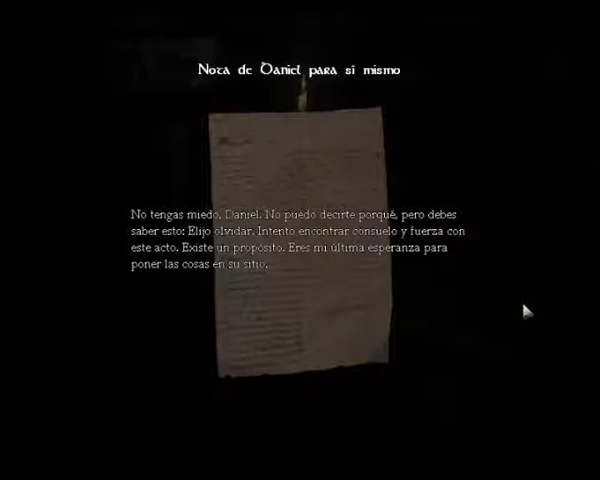 Nota de Daniel para si mismo
No tengas miedo, Daniel. No puedo decirte porqué, pero debes
saber esto: Elijo olvidar. Intento encontrar consuelo y fuerza con
este acto. Existe un propósito. Eres mi última esperanza para
poner las cosas en su sitio.